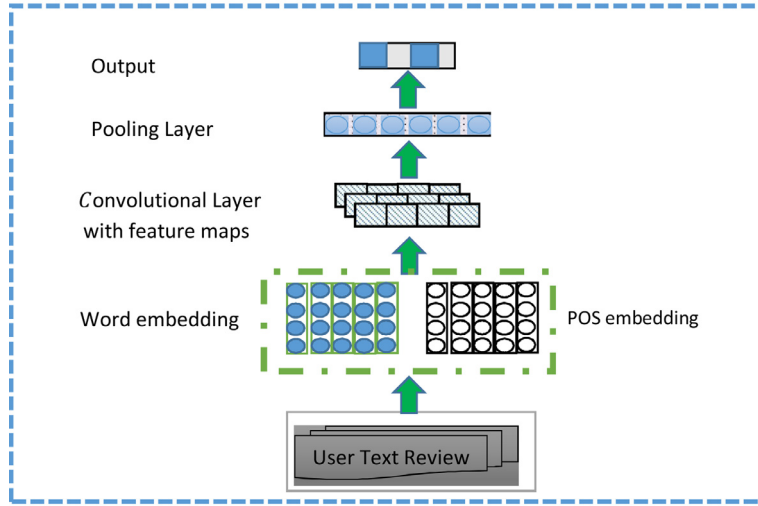 Output
Pooling Layer
Convolutional Layer
with feature maps
Word embedding
POS embedding
User Text Review